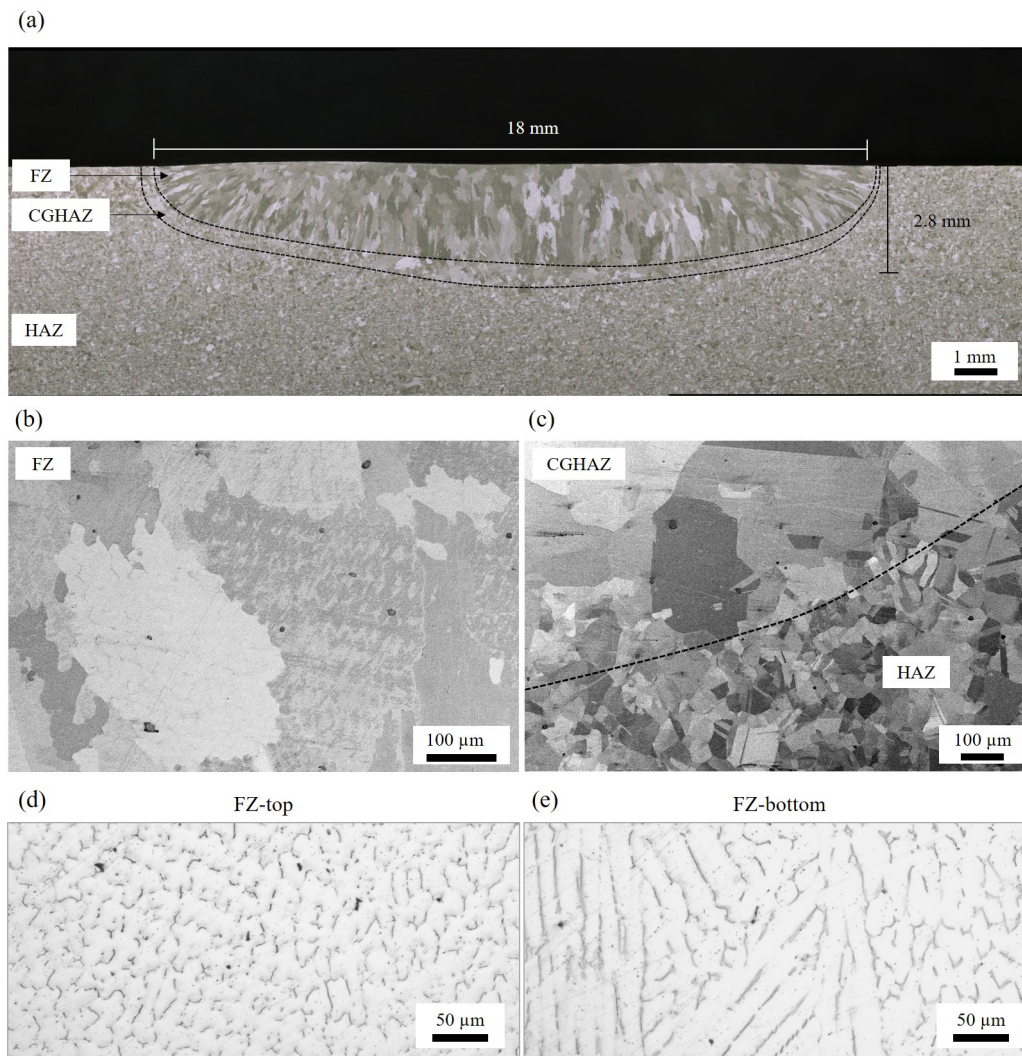 (a)
18 mm
FZ
CGHAZ
2.8 mm
HAZ
1 mm
(b)
(c)
FZ
CGHAZ
HAZ
100 µm
100 µm
(d)
FZ-top
(e)
FZ-bottom
50 µm
50 µm